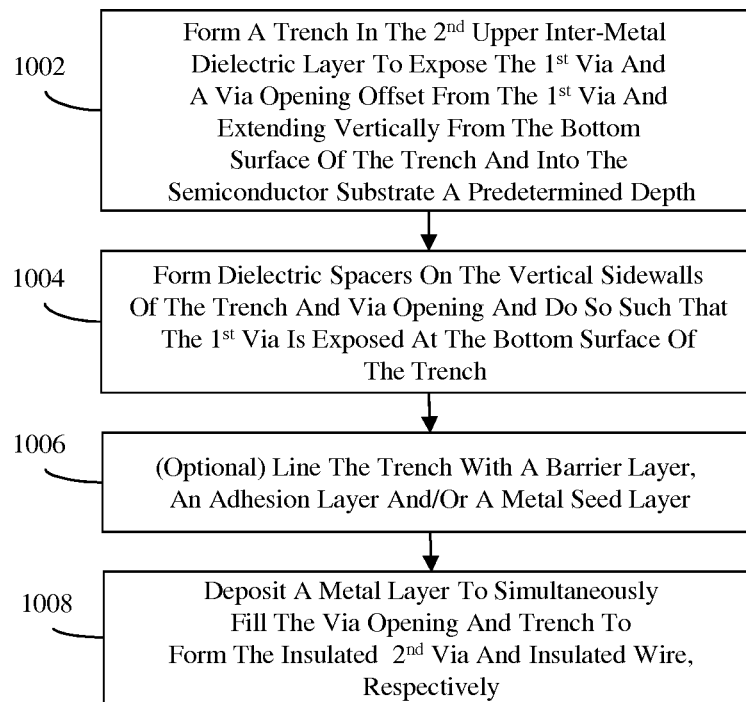 1002
Form A Trench In The 2nd Upper Inter-Metal
Dielectric Layer To Expose The 1st Via And
A Via Opening Offset From The 1st Via And
Extending Vertically From The Bottom
Surface Of The Trench And Into The
Semiconductor Substrate A Predetermined Depth
1004
Form Dielectric Spacers On The Vertical Sidewalls
Of The Trench And Via Opening And Do So Such That
The 1st Via Is Exposed At The Bottom Surface Of
The Trench
1006
(Optional) Line The Trench With A Barrier Layer,
An Adhesion Layer And/Or A Metal Seed Layer
1008
Deposit A Metal Layer To Simultaneously
Fill The Via Opening And Trench To
Form The Insulated 2nd Via And Insulated Wire,
Respectively